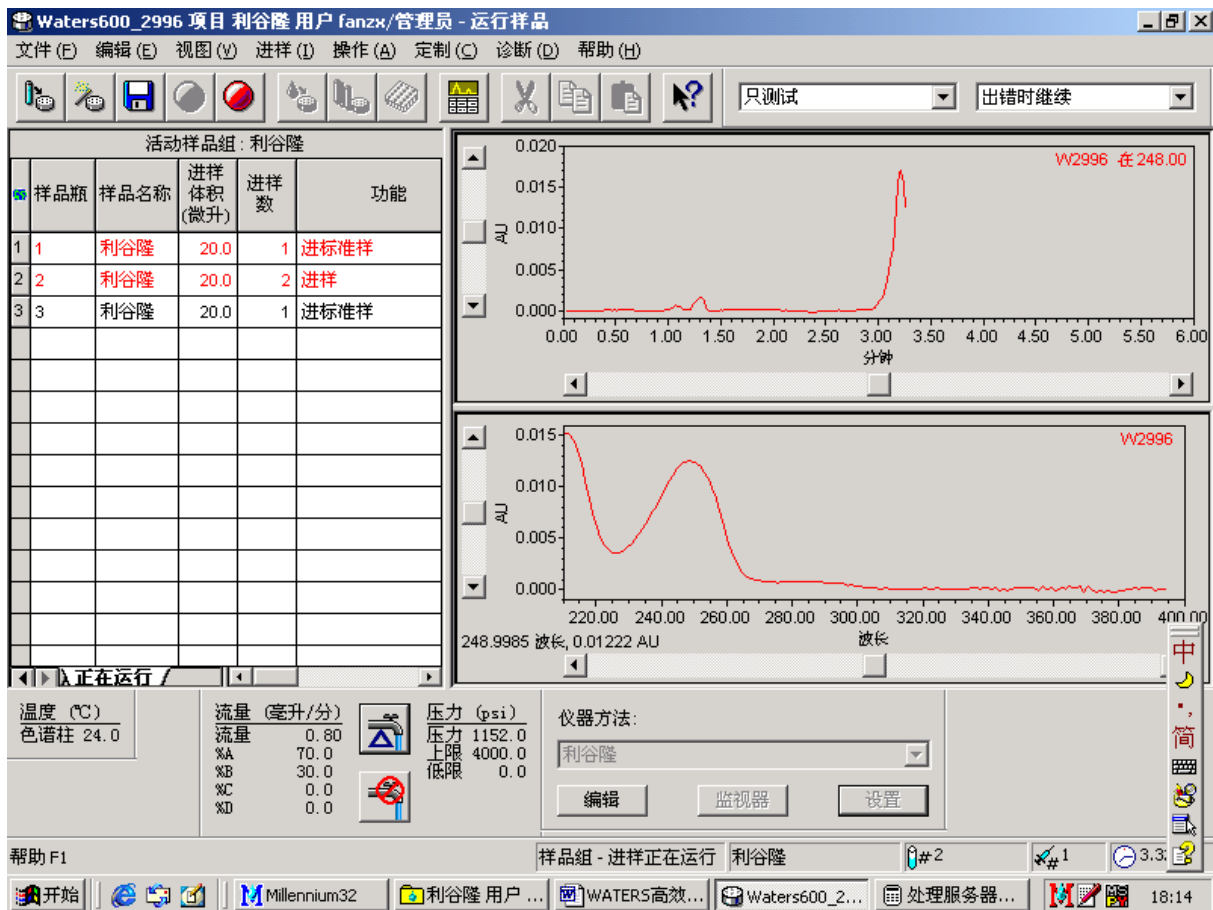 Waters600_2996 项目 利谷隆 用户 fanzx/管理员 - 运行样品
文件(F) 编辑(E) 视图(V) 进样(I) 操作(A) 定制(C) 诊断(D) 帮助(H)
只测试 出错时继续
活动样品组:利谷隆
样品瓶 样品名称 进样体积(微升) 进样数 功能
1 1 利谷隆 20.0 1 进标准样
2 2 利谷隆 20.0 2 进样
3 3 利谷隆 20.0 1 进标准样
正在运行
W2996 在 248.00
0.020
0.015
0.010
0.005
0.000
AU
0.00 0.50 1.00 1.50 2.00 2.50 3.00 3.50 4.00 4.50 5.00 5.50 6.00
分钟
W2996
0.015
0.010
0.005
0.000
AU
220.00 240.00 260.00 280.00 300.00 320.00 340.00 360.00 380.00 400.00
248.9985 波长, 0.01222 AU
波长
温度 (℃)
色谱柱 24.0
流量 (毫升/分)
流量 0.80
%A 70.0
%B 30.0
%C 0.0
%D 0.0
压力 (psi)
压力 1152.0
上限 4000.0
低限 0.0
仪器方法:
利谷隆
编辑 监视器 设置
中
简
帮助 F1 样品组 - 进样正在运行 利谷隆 #2 #1
开始 Millennium32 利谷隆 用户 ... WATERS高效... Waters600_2... 处理服务器... 18:14